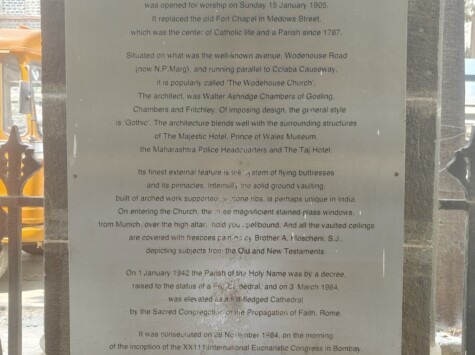 was opened for worship on Sunday 15 January 1905.
It replaced the old Fort Chapel in Medows Street,
which was the center of Catholic life and a Parish since 1787.
Situated on what was the well-known avenue, Wodehouse Road
(now N.P.Marg), and running parallel to Colaba Causeway,
it is popularly called 'The Wodehouse Church'.
The architect, was Walter Ashridge Chambers of Gosling,
Chambers and Fritchley. Of imposing design, the general style
is 'Gothic'. The architecture blends well with the surrounding structures
of The Majestic Hotel, Prince of Wales Museum,
the Maharashtra Police Headquarters and The Taj Hotel.
Its finest external feature is the system of flying buttresses
and its pinnacles. Internally the solid ground vaulting,
built of arched work supported by stone ribs, is perhaps unique in India.
On entering the Church, the three magnificent stained glass windows,
from Munich, over the high altar, hold you spellbound. And all the vaulted ceilings
are covered with frescoes painted by Brother A. Moscheni, S.J.,
depicting subjects from the Old and New Testaments.
On 1 January 1942 the Parish of the Holy Name was by a decree,
raised to the status of a Cathedral, and on 3 March 1964,
was elevated as a full-fledged Cathedral
by the Sacred Congregation of the Propagation of Faith, Rome.
It was consecrated on 28 November 1964, on the morning
of the inception of the International Eucharistic Congress in Bombay.